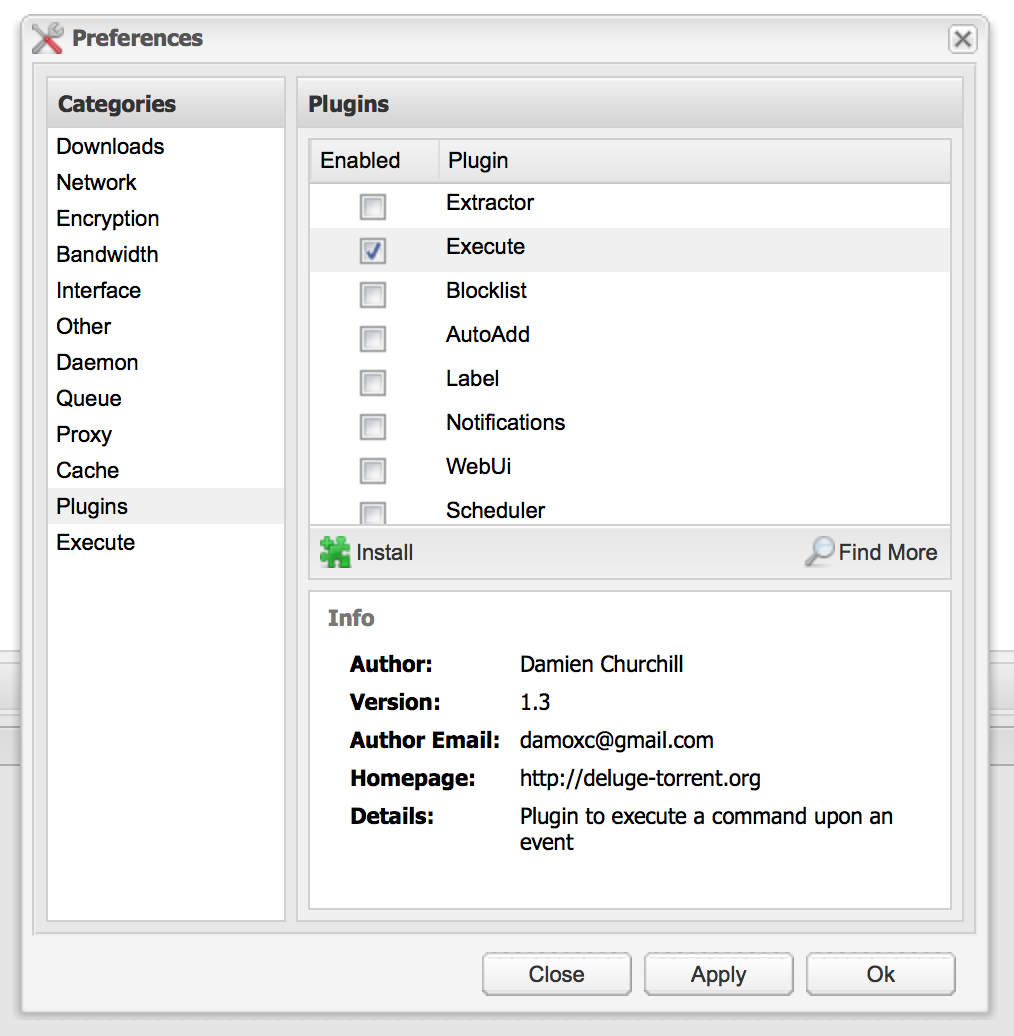 Preferences
Categories
Downloads
Network
Encryption
Bandwidth
Interface
Other
Daemon
Queue
Proxy
Cache
Plugins
Execute
Plugins
Enabled Plugin
Extractor
Execute
Blocklist
AutoAdd
Label
Notifications
WebUi
Scheduler
Install Find More
Info
Author: Damien Churchill
Version: 1.3
Author Email: damoxc@gmail.com
Homepage: http://deluge-torrent.org
Details: Plugin to execute a command upon an
event
Close Apply Ok